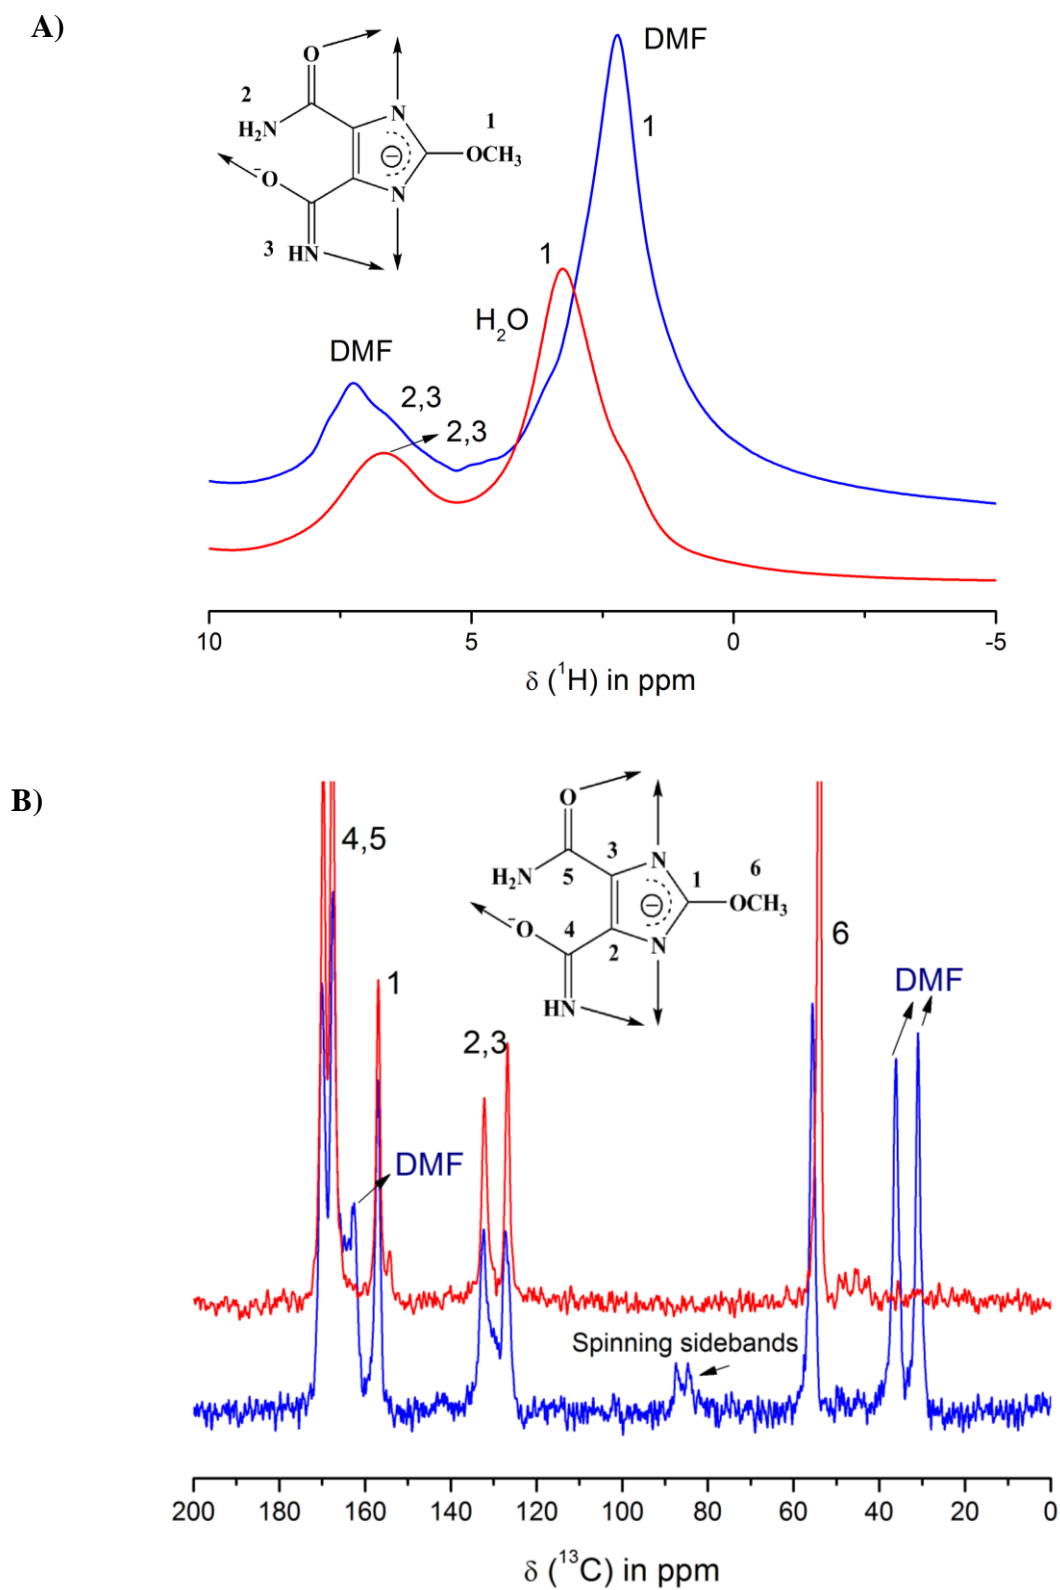 A)
O
2
H₂N
⁻O
3 HN
N
⊖
N
1
OCH₃
DMF
1
1
H₂O
DMF
2,3
2,3
10 5 0 -5
δ (¹H) in ppm
B)
4,5
O
H₂N
5
3
N
1
6
OCH₃
⊖
⁻O
4
2
N
HN
1
2,3
6
DMF
DMF
Spinning sidebands
200 180 160 140 120 100 80 60 40 20 0
δ (¹³C) in ppm